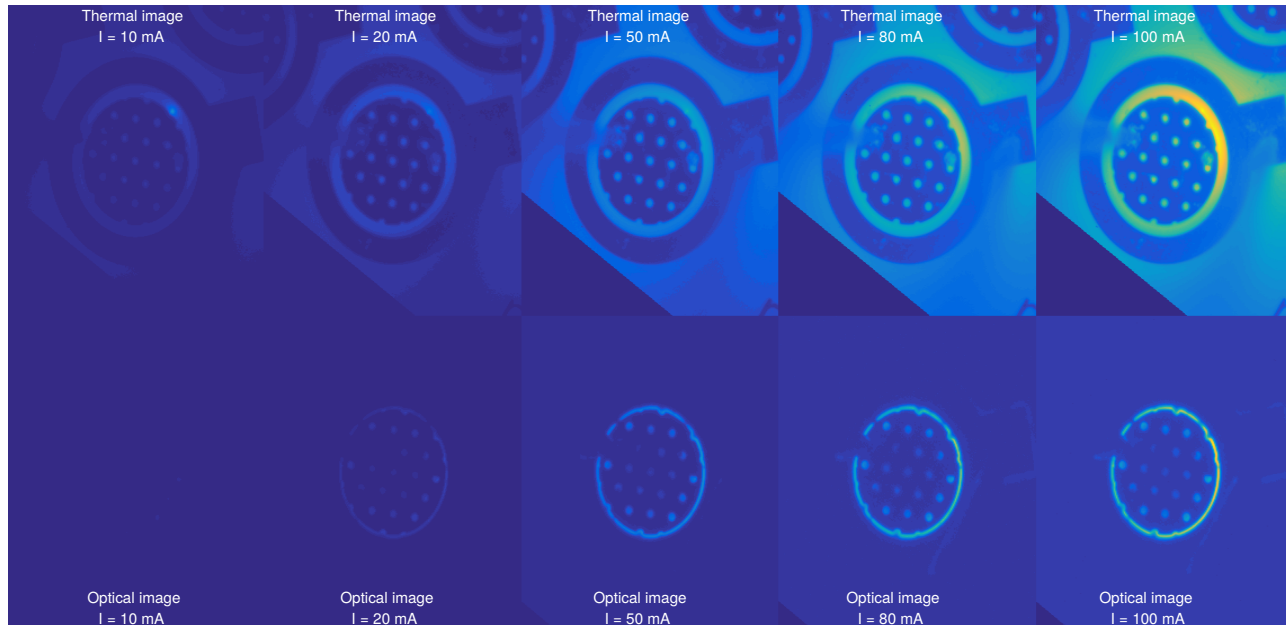 Thermal image
I = 10 mA
Thermal image
I = 20 mA
Thermal image
I = 50 mA
Thermal image
I = 80 mA
Thermal image
I = 100 mA
Optical image
I = 10 mA
Optical image
I = 20 mA
Optical image
I = 50 mA
Optical image
I = 80 mA
Optical image
I = 100 mA